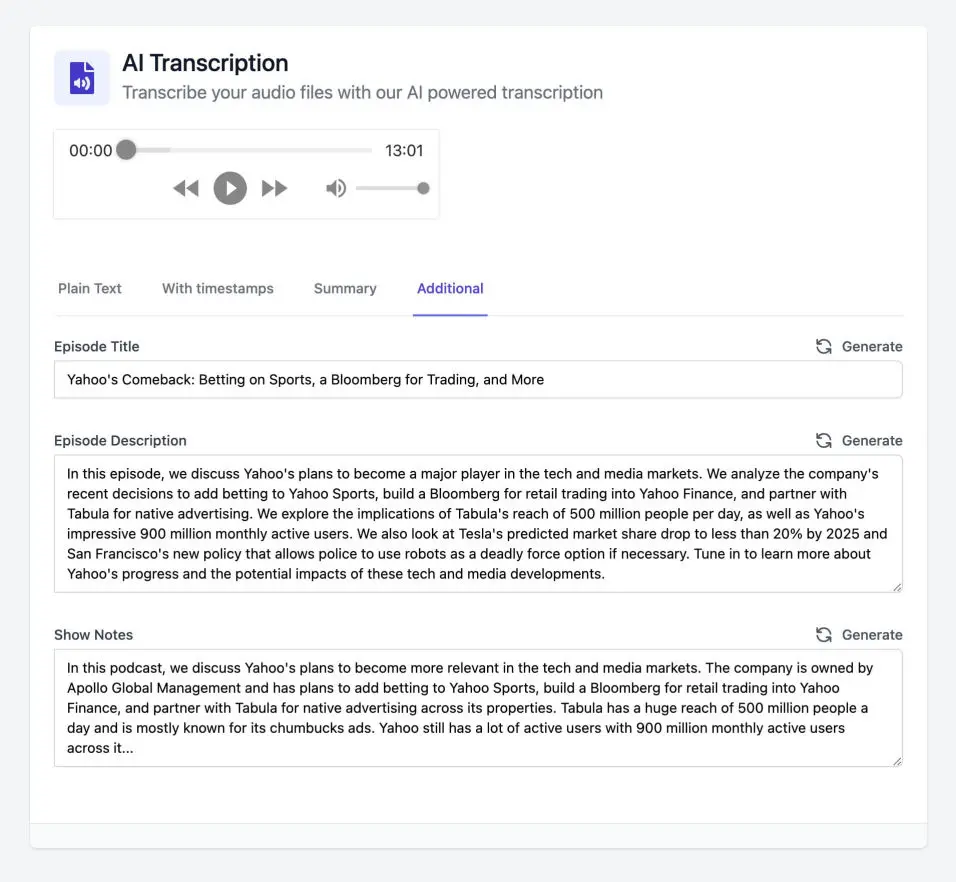 AI Transcription
Transcribe your audio files with our AI powered transcription
00:00 13:01
Plain Text With timestamps Summary Additional
Episode Title Generate
Yahoo's Comeback: Betting on Sports, a Bloomberg for Trading, and More
Episode Description Generate
In this episode, we discuss Yahoo's plans to become a major player in the tech and media markets. We analyze the company's
recent decisions to add betting to Yahoo Sports, build a Bloomberg for retail trading into Yahoo Finance, and partner with
Tabula for native advertising. We explore the implications of Tabula's reach of 500 million people per day, as well as Yahoo's
impressive 900 million monthly active users. We also look at Tesla's predicted market share drop to less than 20% by 2025 and
San Francisco's new policy that allows police to use robots as a deadly force option if necessary. Tune in to learn more about
Yahoo's progress and the potential impacts of these tech and media developments.
Show Notes Generate
In this podcast, we discuss Yahoo's plans to become more relevant in the tech and media markets. The company is owned by
Apollo Global Management and has plans to add betting to Yahoo Sports, build a Bloomberg for retail trading into Yahoo
Finance, and partner with Tabula for native advertising across its properties. Tabula has a huge reach of 500 million people a
day and is mostly known for its chumbucks ads. Yahoo still has a lot of active users with 900 million monthly active users
across it...